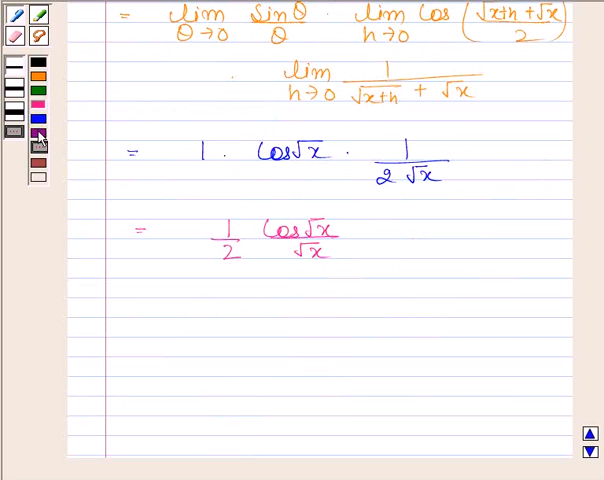 = lim θ→0 sinθ/θ · lim h→0 cos (√x+h + √x / 2)
· lim h→0 1/(√x+h + √x)
= 1 · cos√x · 1/(2√x)
= 1/2 cos√x/√x